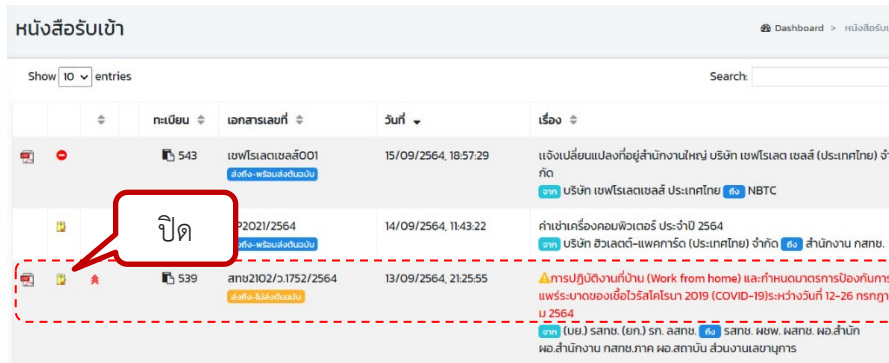 หนังสือรับเข้า
Dashboard > หนังสือรับเ
Show 10 entries
Search:
ทะเบียน เอกสารเลขที่ วันที่ เรื่อง
543 เชฟโรเลตเซลส์001 15/09/2564, 18:57:29 แจ้งเปลี่ยนแปลงที่อยู่สำนักงานใหญ่ บริษัท เชฟโรเลต เซลส์ (ประเทศไทย) จำ
กัด
ส่งถึง-พร้อมส่งต้นฉบับ
จาก บริษัท เชฟโรเลตเซลส์ ประเทศไทย ถึง NBTC
ปิด
P2021/2564 14/09/2564, 11:43:22 ค่าเช่าเครื่องคอมพิวเตอร์ ประจำปี 2564
ส่งถึง-พร้อมส่งต้นฉบับ จาก บริษัท ฮิวเลตต์-แพคการ์ด (ประเทศไทย) จำกัด ถึง สำนักงาน กสทช.
539 สทช2102/ว.1752/2564 13/09/2564, 21:25:55 การปฏิบัติงานที่บ้าน (Work from home) และกำหนดมาตรการป้องกันการ
ส่งถึง-ไม่ส่งต้นฉบับ แพร่ระบาดของเชื้อไวรัสโคโรนา 2019 (COVID-19)ระหว่างวันที่ 12-26 กรกฎา
ม 2564
จาก (บย.) รสทช. (ยก.) รก. ลสทช. ถึง รสทช. ผชพ. ผสทช. ผอ.สำนัก
ผอ.สำนักงาน กสทช.ภาค ผอ.สถาบัน ส่วนงานเลขานุการ